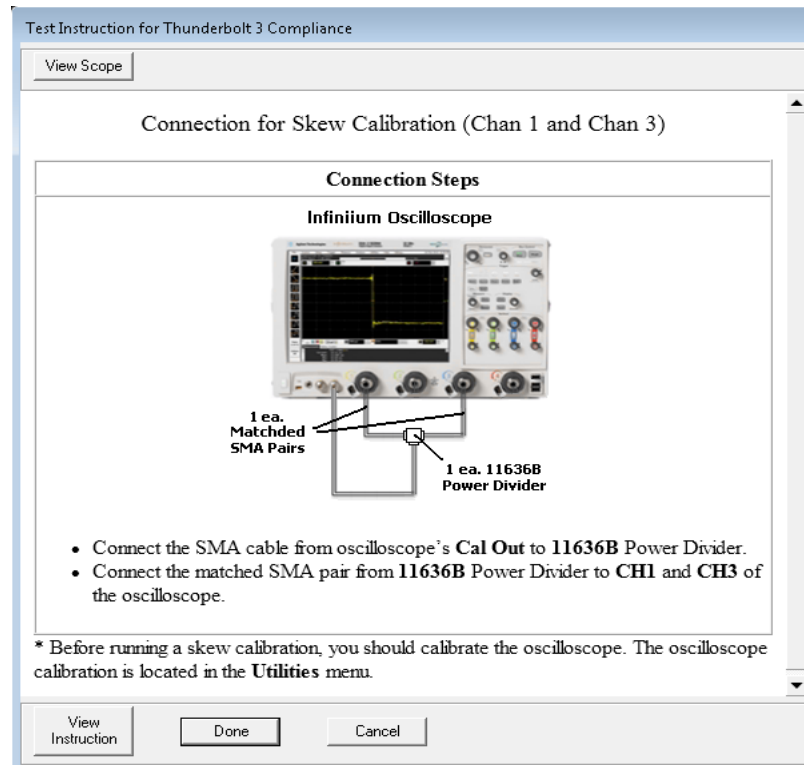 Test Instruction for Thunderbolt 3 Compliance
View Scope
Connection for Skew Calibration (Chan 1 and Chan 3)
Connection Steps
Infiniium Oscilloscope
1 ea.
Matchded
SMA Pairs
1 ea. 11636B
Power Divider
• Connect the SMA cable from oscilloscope's Cal Out to 11636B Power Divider.
• Connect the matched SMA pair from 11636B Power Divider to CH1 and CH3 of
the oscilloscope.
* Before running a skew calibration, you should calibrate the oscilloscope. The oscilloscope
calibration is located in the Utilities menu.
View
Instruction
Done
Cancel